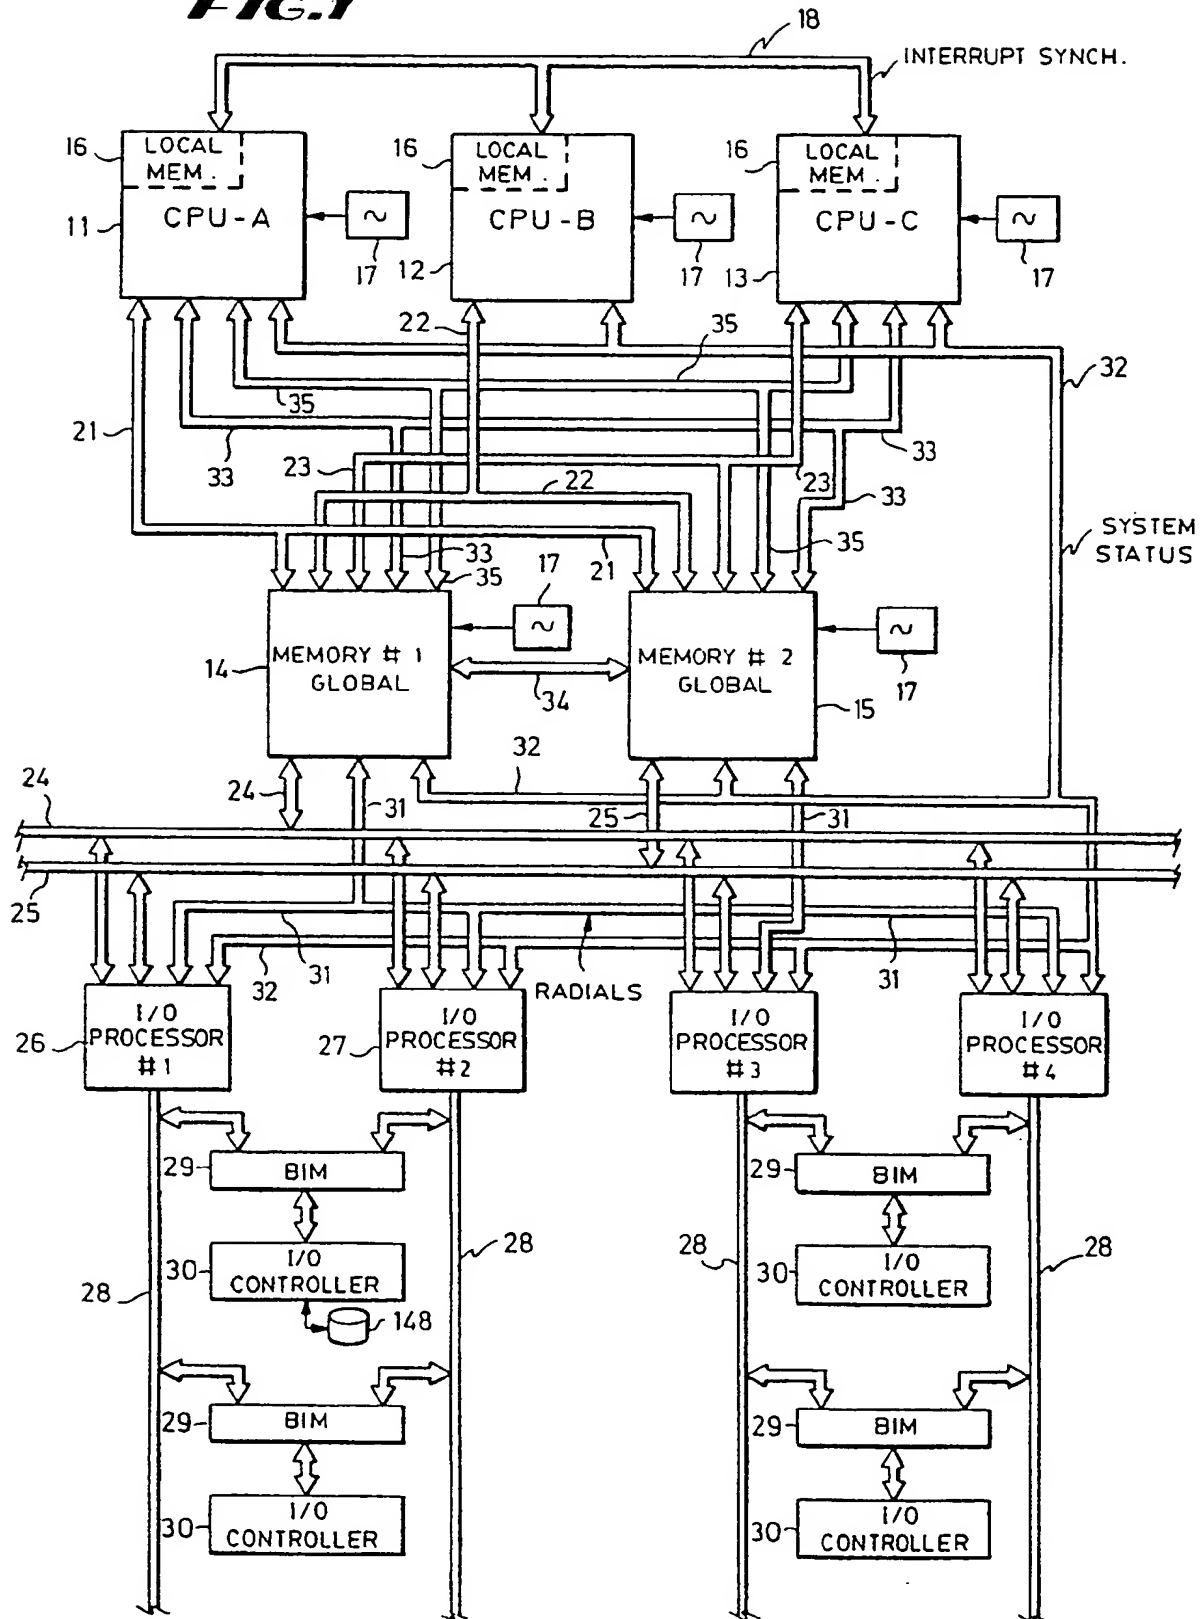 FIG.1
18
INTERRUPT SYNCH.
16
LOCAL
MEM.
16
LOCAL
MEM.
16
LOCAL
MEM.
11
CPU-A
CPU-B
CPU-C
17
12
17
13
17
22
35
32
35
21
33
23
22
23
33
33
SYSTEM
STATUS
33
35
21
35
17
MEMORY # 1
GLOBAL
14
34
MEMORY # 2
GLOBAL
17
15
32
24
24
31
25
31
25
31
32
31
RADIALS
I/O
PROCESSOR
#1
26
I/O
PROCESSOR
#2
27
I/O
PROCESSOR
#3
I/O
PROCESSOR
#4
29
BIM
29
BIM
28
30
I/O
CONTROLLER
28
28
30
I/O
CONTROLLER
28
148
29
BIM
29
BIM
30
I/O
CONTROLLER
30
I/O
CONTROLLER